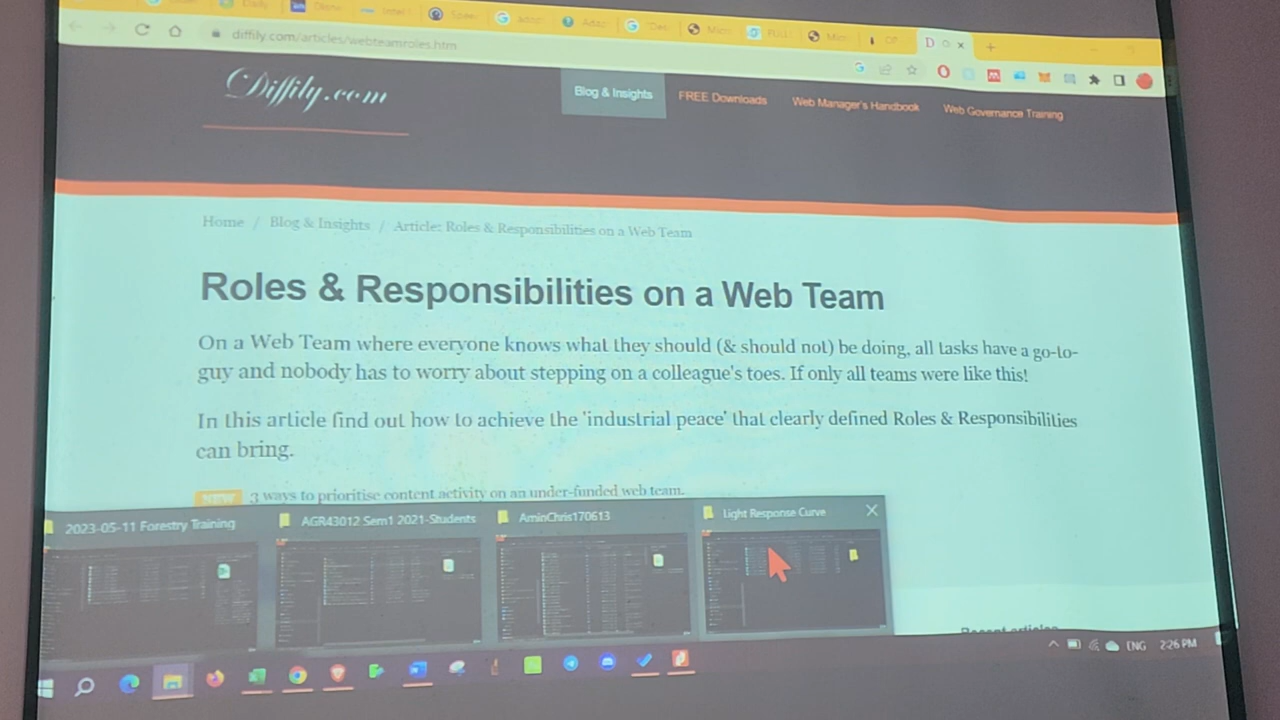 diffily.com/articles/webteamroles.htm
Diffily.com
Blog & Insights
FREE Downloads
Web Manager's Handbook
Web Governance Training
Home / Blog & Insights / Article: Roles & Responsibilities on a Web Team
Roles & Responsibilities on a Web Team
On a Web Team where everyone knows what they should (& should not) be doing, all tasks have a go-to-
guy and nobody has to worry about stepping on a colleague's toes. If only all teams were like this!
In this article find out how to achieve the 'industrial peace' that clearly defined Roles & Responsibilities
can bring.
NEW 3 ways to prioritise content activity on an under-funded web team.
2023-05-11 Forestry Training
AGR43012 Sem1 2021-Students
AminChris170613
Light Response Curve
Recent articles
ENG 2:26 PM